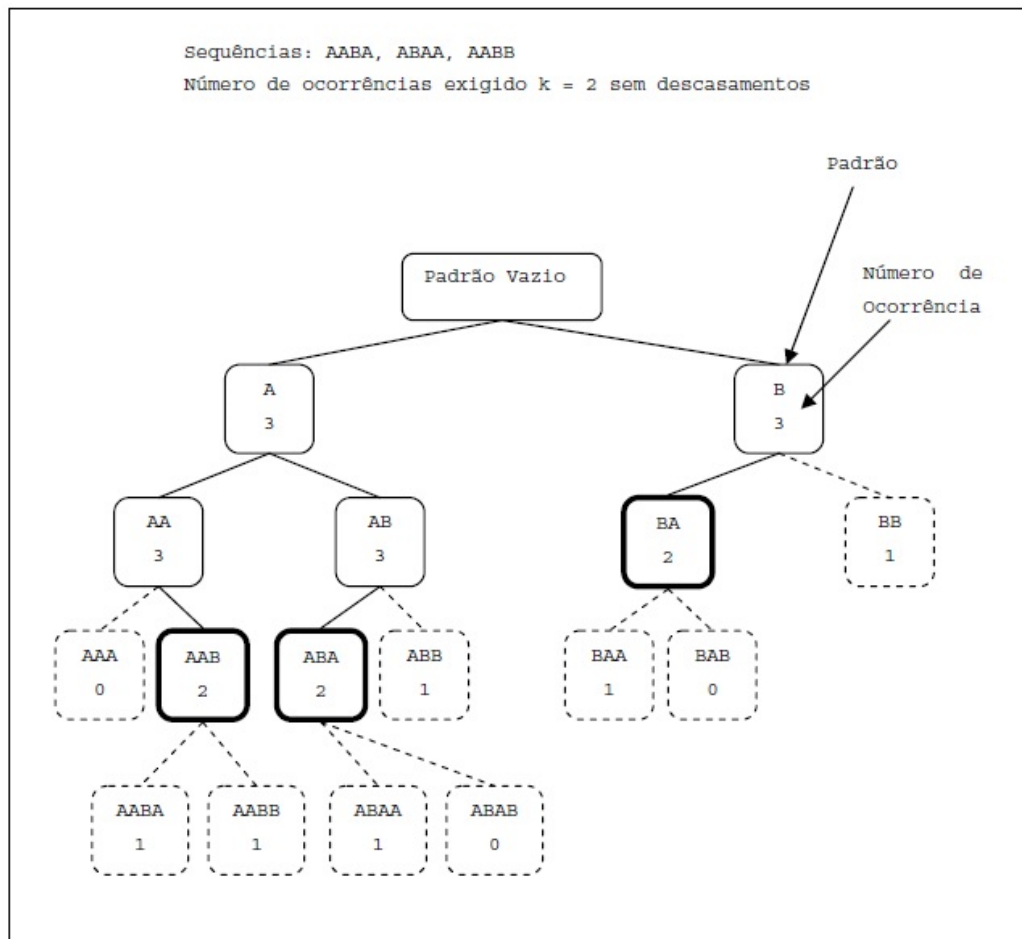 Sequências: AABA, ABAA, AABB
Número de ocorrências exigido k = 2 sem descasamentos
Padrão
Padrão Vazio
Número de
Ocorrência
A
3
B
3
AA
3
AB
3
BA
2
BB
1
AAA
0
AAB
2
ABA
2
ABB
1
BAA
1
BAB
0
AABA
1
AABB
1
ABAA
1
ABAB
0